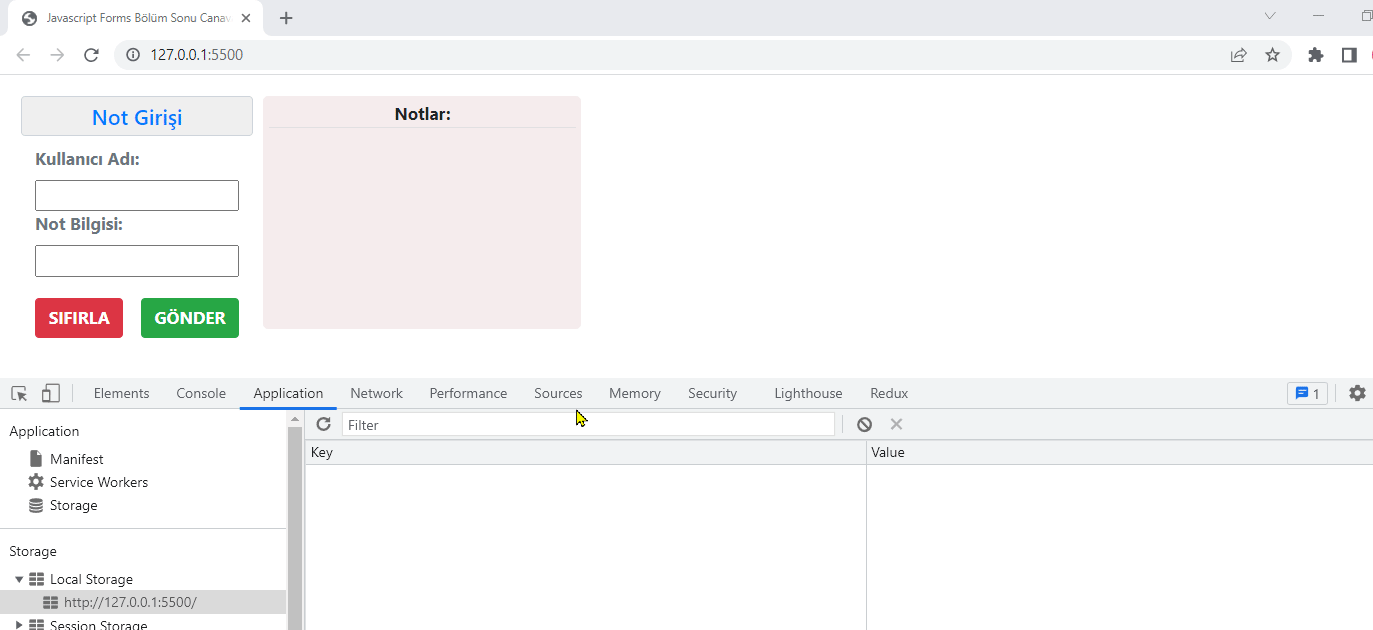 Javascript Forms Bölüm Sonu Canav
127.0.0.1:5500
Not Girişi
Kullanıcı Adı:
Not Bilgisi:
SIFIRLA GÖNDER
Notlar:
Elements Console Application Network Performance Sources Memory Security Lighthouse Redux 1
Application
Manifest
Service Workers
Storage
Storage
Local Storage
http://127.0.0.1:5500/
Session Storage
Filter
Key Value